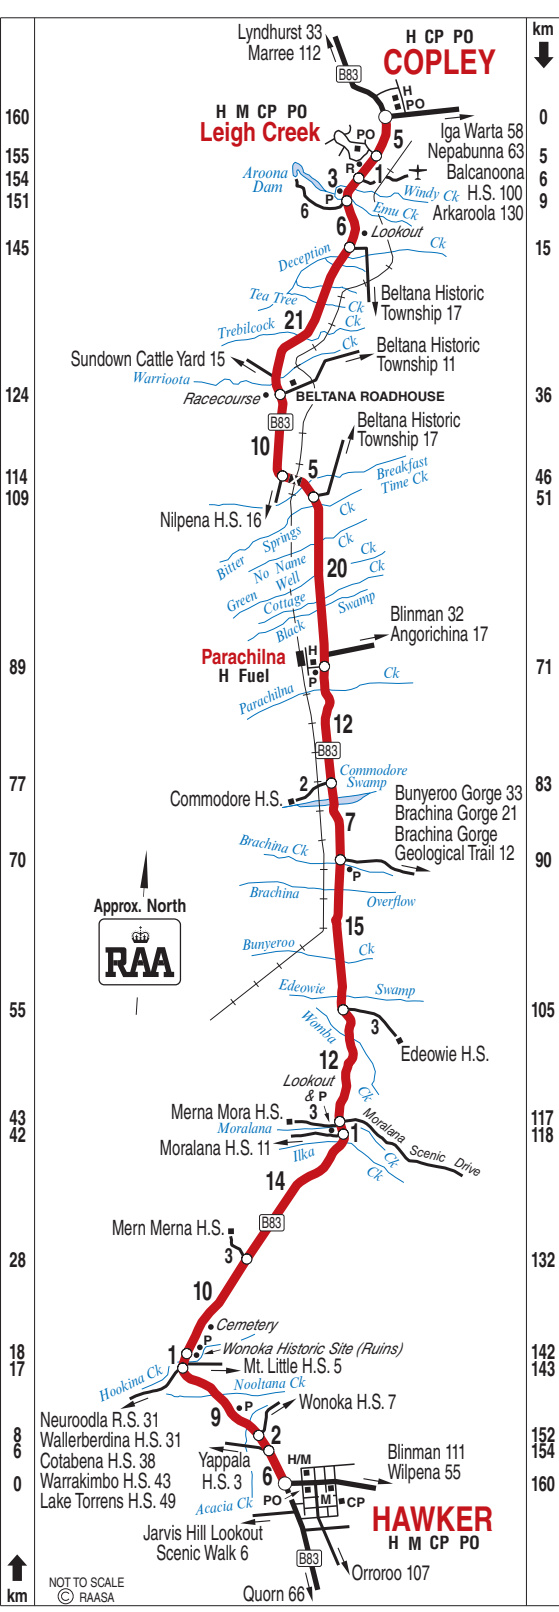 km
Lyndhurst 33
Marree 112
H CP PO
COPLEY
B83
H
PO
160
0
H M CP PO
Leigh Creek
PO
5
Iga Warta 58
Nepabunna 63
Balcanoona
H.S. 100
Arkaroola 130
155
5
R
1
154
6
Aroona
Dam
3
P
Windy Ck
151
9
6
Emu Ck
6
Lookout
145
15
Deception
Ck
Tea Tree
Ck
Beltana Historic
Township 17
21
Trebilcock
Ck
Sundown Cattle Yard 15
Beltana Historic
Township 11
Warrioota
Ck
Racecourse
BELTANA ROADHOUSE
124
36
B83
Beltana Historic
Township 17
10
5
Breakfast
Time Ck
114
46
109
51
Nilpena H.S. 16
Ck
Bitter Springs
Ck
No Name
Ck
Green Well
Ck
20
Cottage
Black
Swamp
Blinman 32
Angorichina 17
Parachilna
H Fuel
H
P
89
71
Parachilna
Ck
12
B83
Commodore
Swamp
77
83
2
Commodore H.S.
7
Bunyeroo Gorge 33
Brachina Gorge 21
Brachina Gorge
Geological Trail 12
Brachina Ck
70
90
P
Brachina
Overflow
Approx. North
RAA
15
Bunyeroo
Ck
Edeowie
Swamp
55
105
Womba
3
Edeowie H.S.
12
Lookout
& P
Ck
Merna Mora H.S.
3
43
117
42
118
Moralana
1
Moralana Scenic Drive
Moralana H.S. 11
Ilka
Ck
Ck
14
B83
Mern Merna H.S.
3
28
132
10
Cemetery
P
Wonoka Historic Site (Ruins)
18
142
1
17
143
Mt. Little H.S. 5
Hookina Ck
Nooltana Ck
Neuroodla R.S. 31
Wallerberdina H.S. 31
Cotabena H.S. 38
Warrakimbo H.S. 43
Lake Torrens H.S. 49
9
P
Wonoka H.S. 7
8
152
2
6
154
Yappala
H.S. 3
H/M
Blinman 111
Wilpena 55
6
0
160
PO
M
CP
Acacia Ck
HAWKER
H M CP PO
Jarvis Hill Lookout
Scenic Walk 6
B83
Orroroo 107
Quorn 66
NOT TO SCALE
© RAASA
km